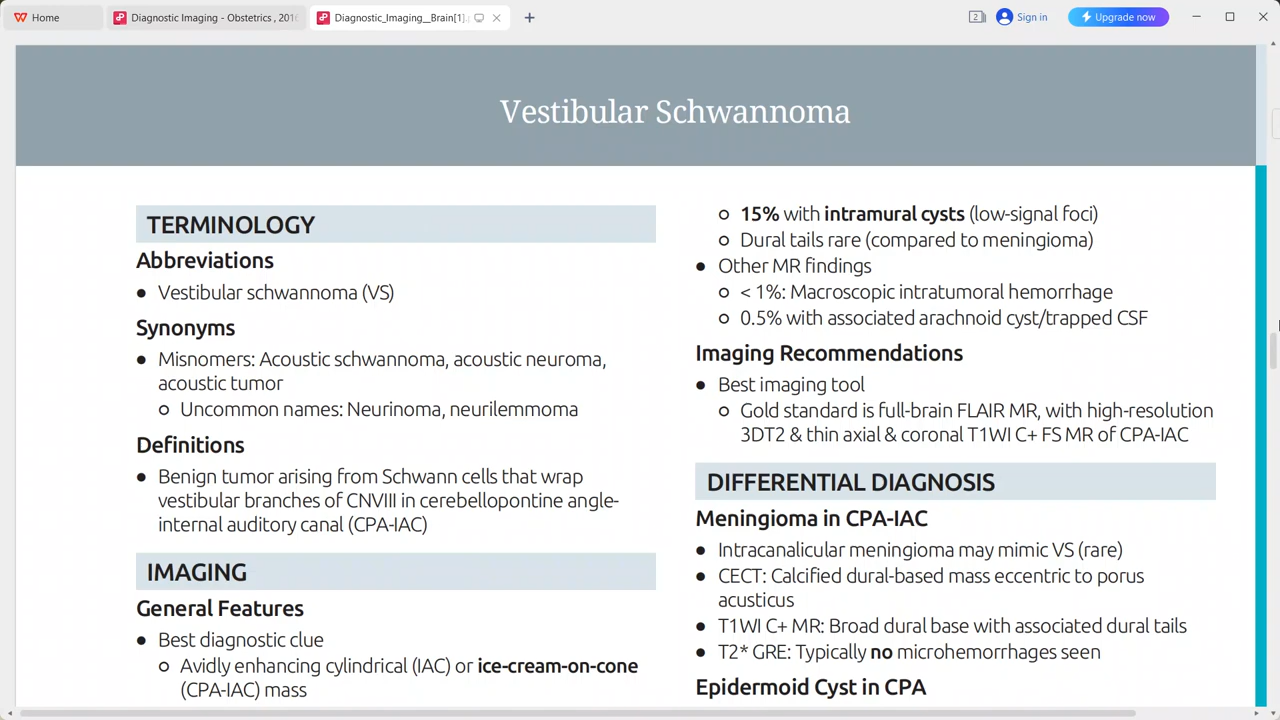 Home
Diagnostic Imaging - Obstetrics , 2016
Diagnostic_Imaging__Brain[1].p
2
Sign in
Upgrade now
Vestibular Schwannoma
TERMINOLOGY
Abbreviations
● Vestibular schwannoma (VS)
Synonyms
● Misnomers: Acoustic schwannoma, acoustic neuroma,
acoustic tumor
○ Uncommon names: Neurinoma, neurilemmoma
Definitions
● Benign tumor arising from Schwann cells that wrap
vestibular branches of CNVIII in cerebellopontine angle-
internal auditory canal (CPA-IAC)
IMAGING
General Features
● Best diagnostic clue
○ Avidly enhancing cylindrical (IAC) or ice-cream-on-cone
(CPA-IAC) mass
○ 15% with intramural cysts (low-signal foci)
○ Dural tails rare (compared to meningioma)
● Other MR findings
○ < 1%: Macroscopic intratumoral hemorrhage
○ 0.5% with associated arachnoid cyst/trapped CSF
Imaging Recommendations
● Best imaging tool
○ Gold standard is full-brain FLAIR MR, with high-resolution
3DT2 & thin axial & coronal T1WI C+ FS MR of CPA-IAC
DIFFERENTIAL DIAGNOSIS
Meningioma in CPA-IAC
● Intracanalicular meningioma may mimic VS (rare)
● CECT: Calcified dural-based mass eccentric to porus
acusticus
● T1WI C+ MR: Broad dural base with associated dural tails
● T2* GRE: Typically no microhemorrhages seen
Epidermoid Cyst in CPA